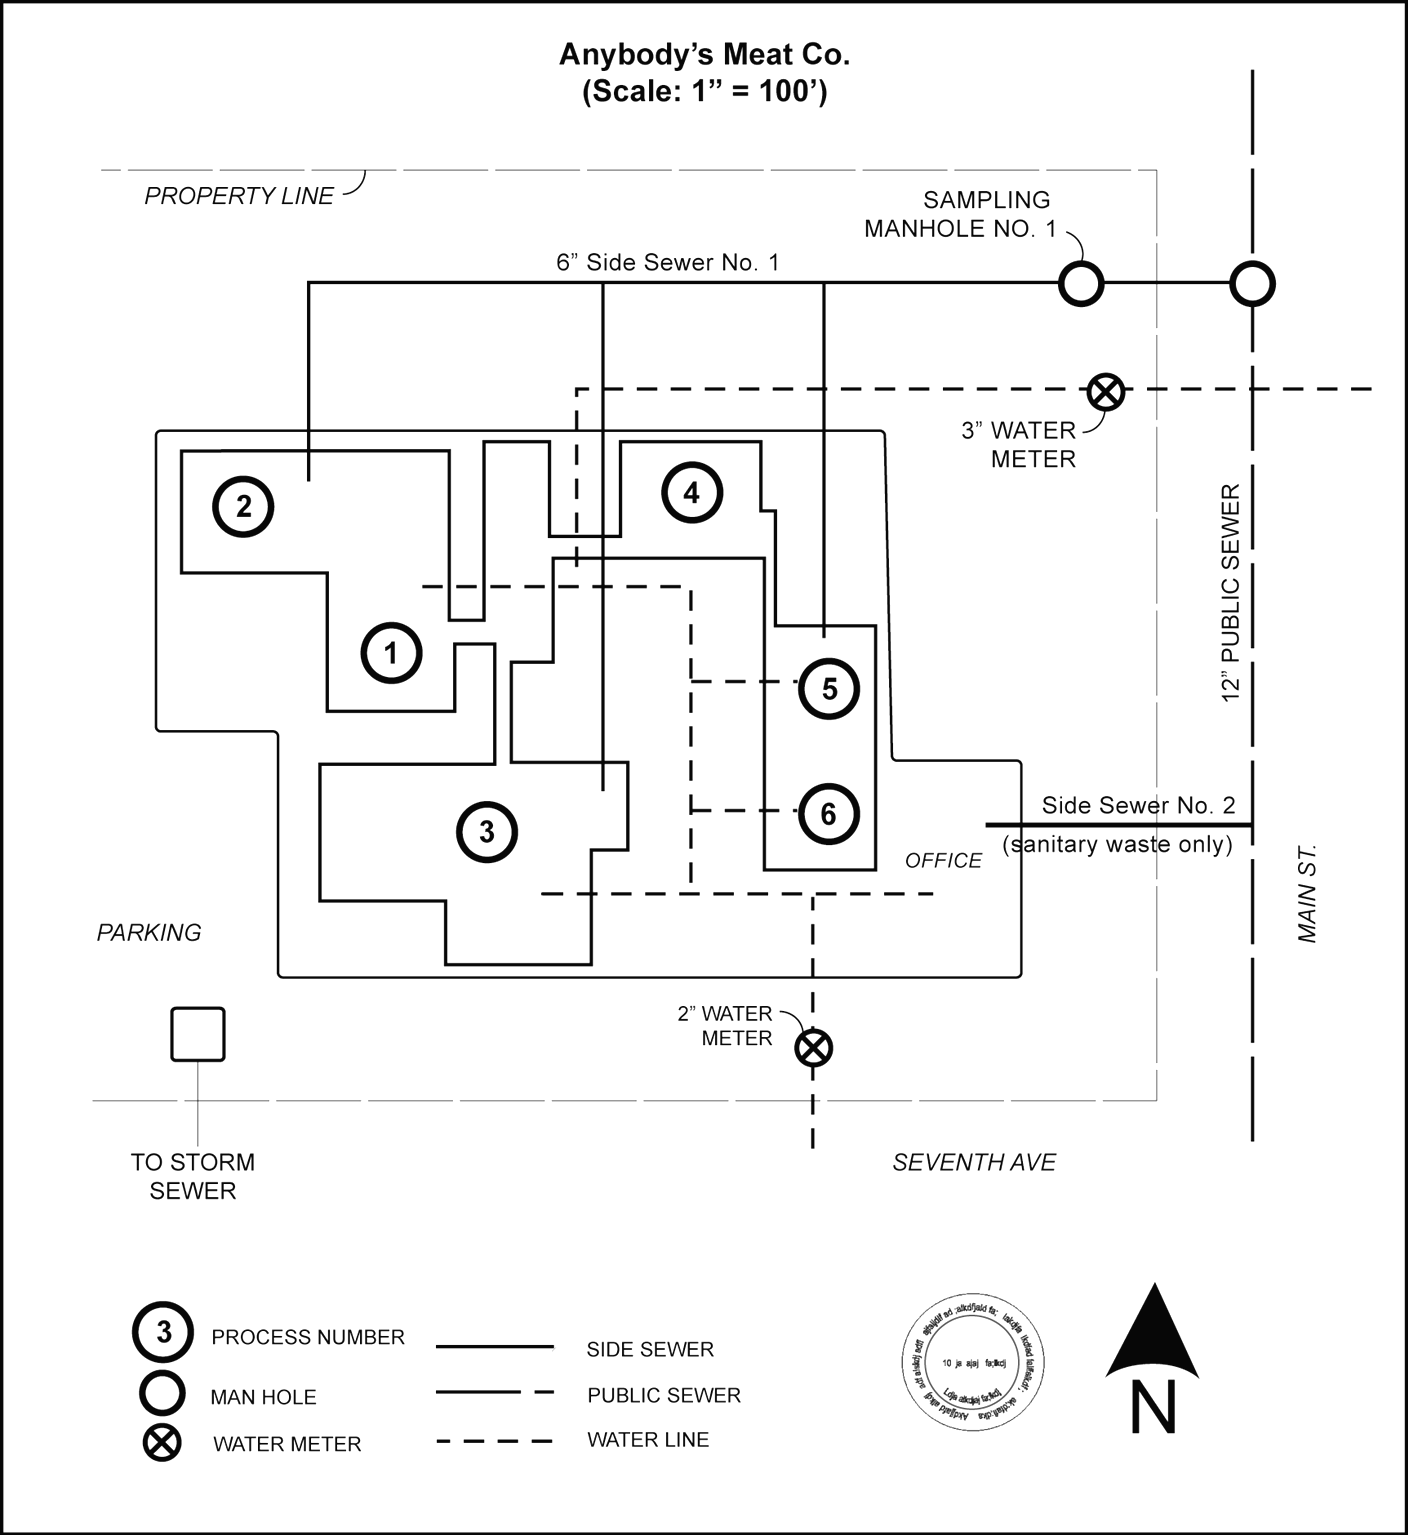 Anybody’s Meat Co.
(Scale: 1” = 100’)
PROPERTY LINE
SAMPLING
MANHOLE NO. 1
6” Side Sewer No. 1
3” WATER
METER
2
4
12” PUBLIC SEWER
1
5
6
3
Side Sewer No. 2
(sanitary waste only)
OFFICE
MAIN ST.
PARKING
2” WATER
METER
TO STORM
SEWER
SEVENTH AVE
3
PROCESS NUMBER
MAN HOLE
WATER METER
SIDE SEWER
PUBLIC SEWER
WATER LINE
N